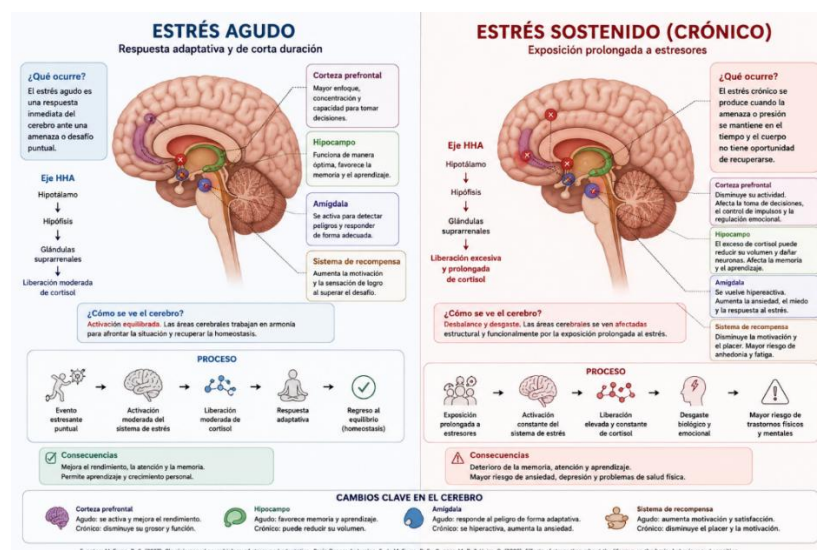 ESTRÉS AGUDO
Respuesta adaptativa y de corta duración
¿Qué ocurre?
El estrés agudo es
una respuesta
inmediata del
cerebro ante una
amenaza o desafío
puntual.
Eje HHA
Hipotálamo
Hipófisis
Glándulas
suprarrenales
Liberación moderada
de cortisol
Corteza prefrontal
Mayor enfoque,
concentración y
capacidad para tomar
decisiones.
Hipocampo
Funciona de manera
óptima, favorece la
memoria y el aprendizaje.
Amígdala
Se activa para detectar
peligros y responder
de forma adecuada.
Sistema de recompensa
Aumenta la motivación
y la sensación de logro
al superar el desafío.
¿Cómo se ve el cerebro?
Activación equilibrada. Las áreas cerebrales trabajan en armonía
para afrontar la situación y recuperar la homeostasis.
PROCESO
Evento
estresante
puntual
Activación
moderada del
sistema de estrés
Liberación
moderada de
cortisol
Respuesta
adaptativa
Regreso al
equilibrio
(homeostasis)
Consecuencias
Mejora el rendimiento, la atención y la memoria.
Permite aprendizaje y crecimiento personal.
ESTRÉS SOSTENIDO (CRÓNICO)
Exposición prolongada a estresores
¿Qué ocurre?
El estrés crónico se
produce cuando la
amenaza o presión
se mantiene en el
tiempo y el cuerpo
no tiene oportunidad
de recuperarse.
Eje HHA
Hipotálamo
Hipófisis
Glándulas
suprarrenales
Liberación excesiva
y prolongada
de cortisol
Corteza prefrontal
Disminuye su actividad.
Afecta la toma de decisiones,
el control de impulsos y la
regulación emocional.
Hipocampo
El exceso de cortisol puede
reducir su volumen y dañar
neuronas. Afecta la memoria
y el aprendizaje.
Amígdala
Se vuelve hiperactiva.
Aumenta la ansiedad, el miedo y
la respuesta al estrés.
Sistema de recompensa
Disminuye la motivación y
el placer. Mayor riesgo de
anhedonia y fatiga.
¿Cómo se ve el cerebro?
Desbalance y desgaste. Las áreas cerebrales se ven afectadas
estructural y funcionalmente por la exposición prolongada al estrés.
PROCESO
Exposición
prolongada a
estresores
Activación
constante del
sistema de estrés
Liberación
elevada y constante
de cortisol
Desgaste
biológico y
emocional
Mayor riesgo de
trastornos físicos
y mentales
Consecuencias
Deterioro de la memoria, atención y aprendizaje.
Mayor riesgo de ansiedad, depresión y problemas de salud física.
CAMBIOS CLAVE EN EL CEREBRO
Corteza prefrontal
Agudo: se activa y mejora el rendimiento.
Crónico: disminuye su grosor y función.
Hipocampo
Agudo: favorece memoria y aprendizaje.
Crónico: puede reducir su volumen.
Amígdala
Agudo: responde al peligro de forma adaptativa.
Crónico: se hiperactiva, aumenta la ansiedad.
Sistema de recompensa
Agudo: aumenta motivación y satisfacción.
Crónico: disminuye el placer y la motivación.